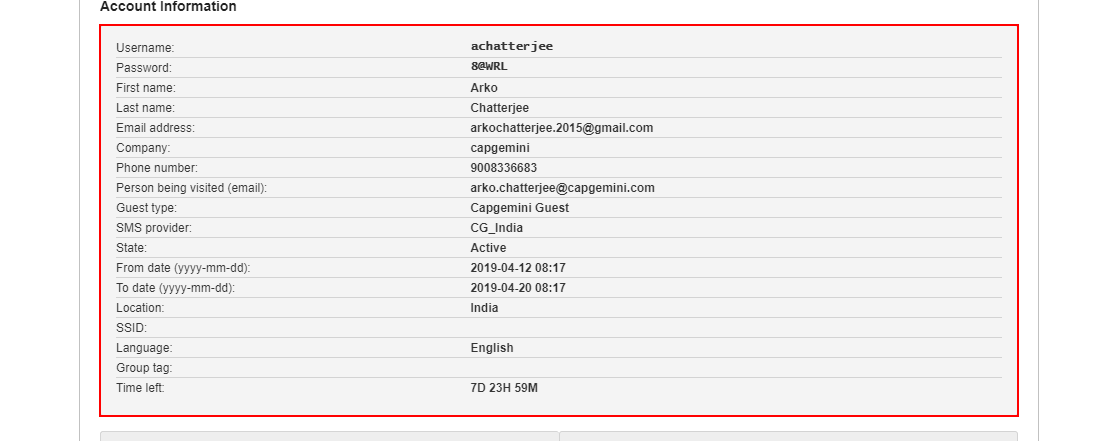 Account Information
Username: achatterjee
Password: 8@WRL
First name: Arko
Last name: Chatterjee
Email address: arkochatterjee.2015@gmail.com
Company: capgemini
Phone number: 9008336683
Person being visited (email): arko.chatterjee@capgemini.com
Guest type: Capgemini Guest
SMS provider: CG_India
State: Active
From date (yyyy-mm-dd): 2019-04-12 08:17
To date (yyyy-mm-dd): 2019-04-20 08:17
Location: India
SSID:
Language: English
Group tag:
Time left: 7D 23H 59M